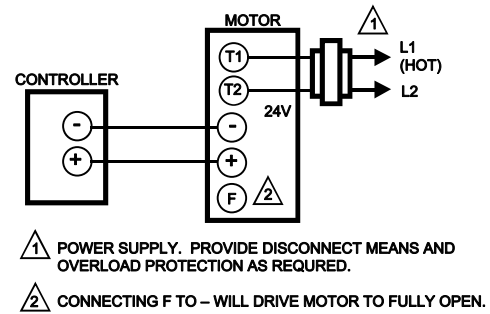 MOTOR
1
T1
L1
(HOT)
CONTROLLER
T2
L2
24V
- -
+ +
F 2
1 POWER SUPPLY. PROVIDE DISCONNECT MEANS AND
OVERLOAD PROTECTION AS REQURED.
2 CONNECTING F TO – WILL DRIVE MOTOR TO FULLY OPEN.